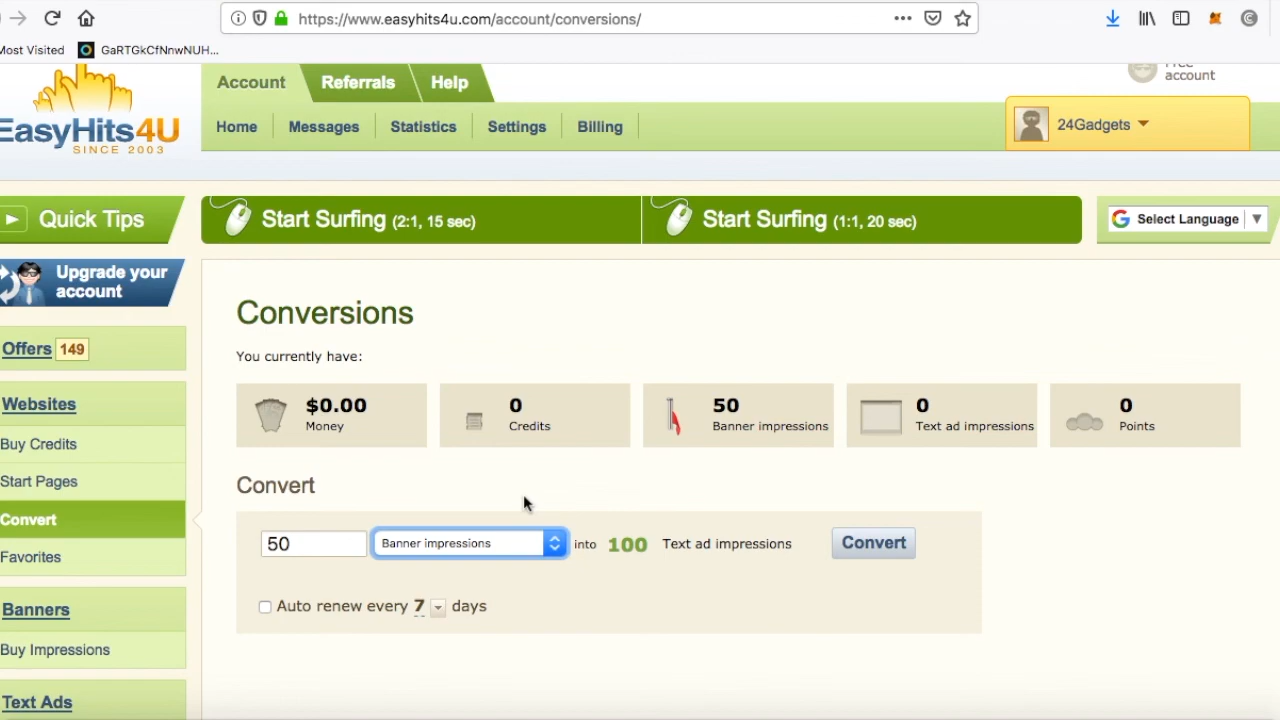 https://www.easyhits4u.com/account/conversions/
Most Visited GaRTGkCfNnwNUH...
EasyHits4U
SINCE 2003
Account Referrals Help
Free
account
Home Messages Statistics Settings Billing
24Gadgets
Quick Tips
Start Surfing (2:1, 15 sec)
Start Surfing (1:1, 20 sec)
Select Language
Upgrade your
account
Offers 149
Websites
Buy Credits
Start Pages
Convert
Favorites
Banners
Buy Impressions
Text Ads
Conversions
You currently have:
$0.00
Money
0
Credits
50
Banner impressions
0
Text ad impressions
0
Points
Convert
50 Banner impressions into 100 Text ad impressions Convert
Auto renew every 7 days